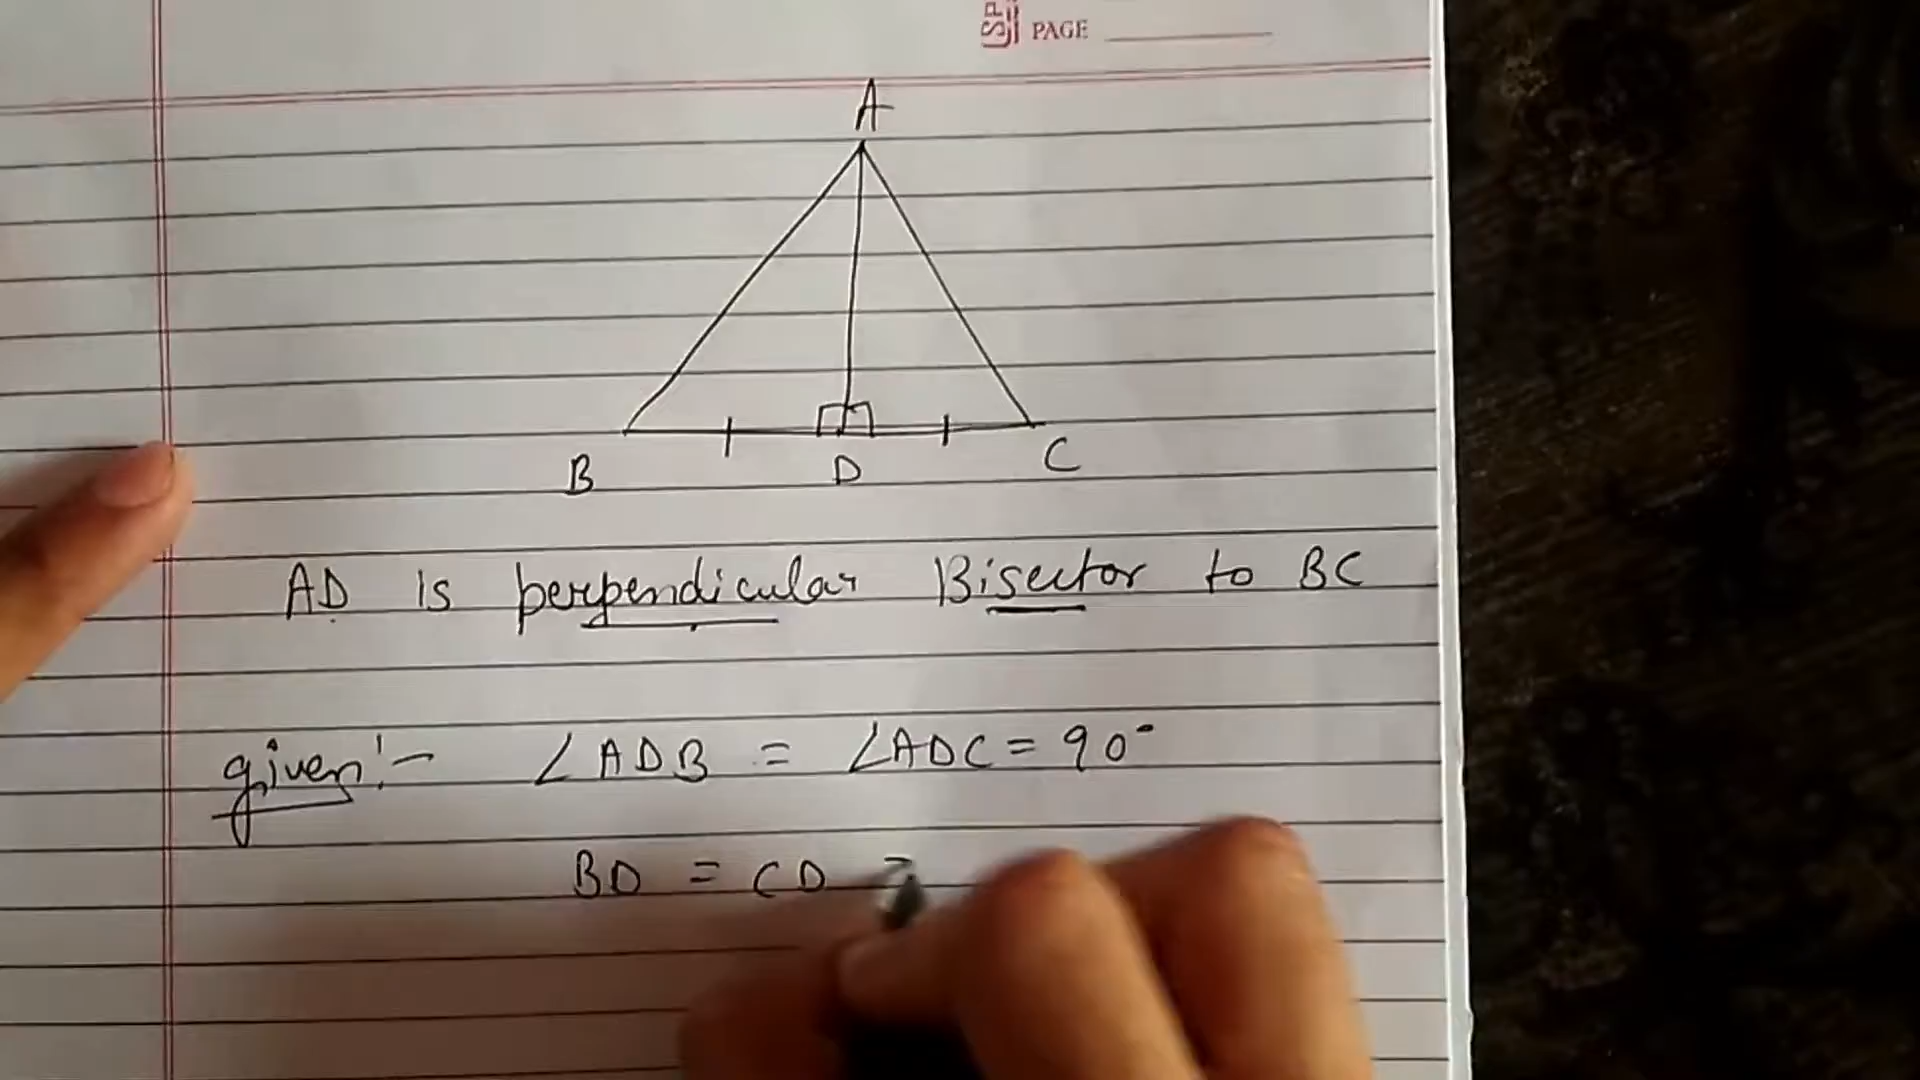 PAGE
A
B D C
AD is perpendicular Bisector to BC
given:- ∠ADB = ∠ADC = 90°
BD = CD